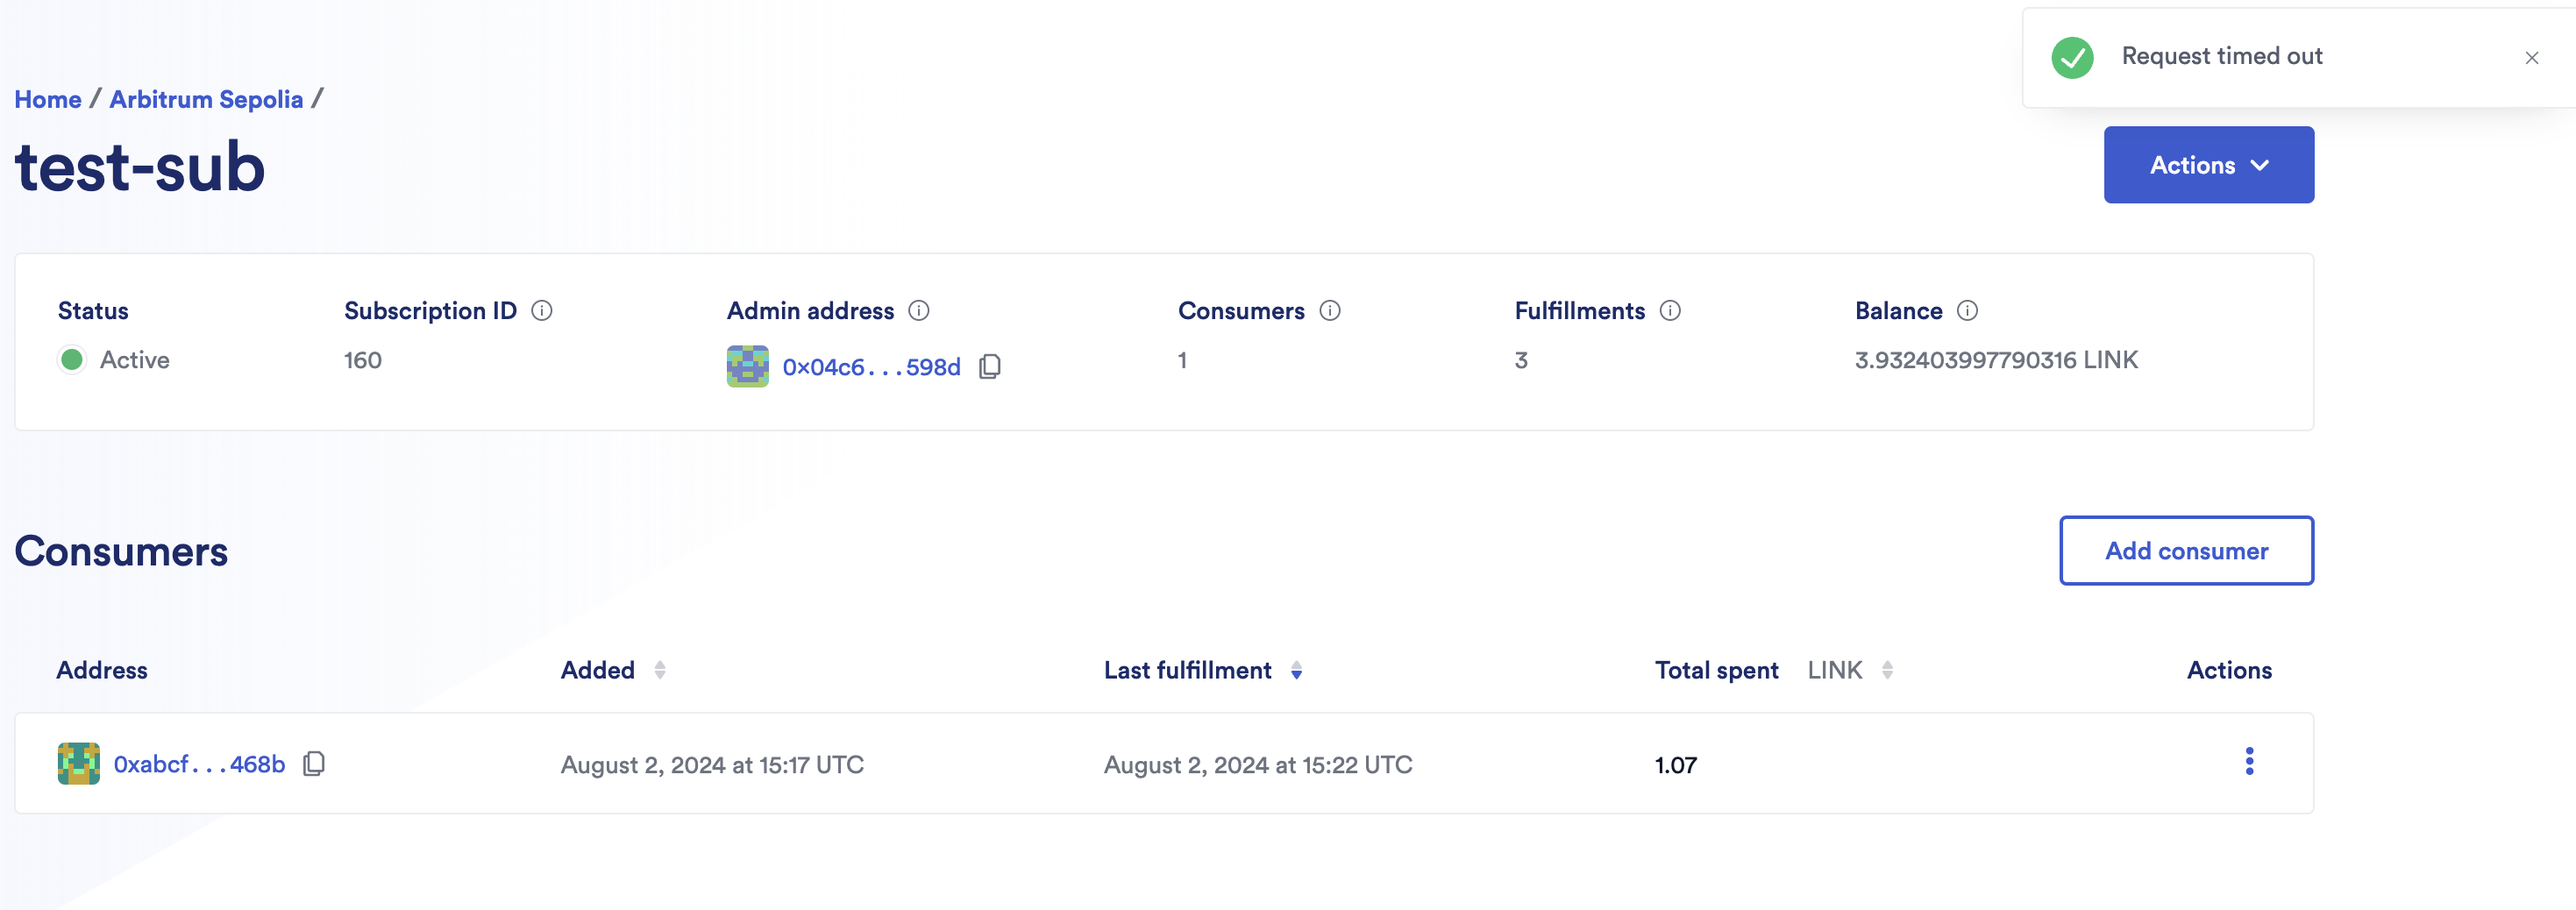 Request timed out
Home / Arbitrum Sepolia /
test-sub
Actions
Status Subscription ID Admin address Consumers Fulfillments Balance
Active 160 0x04c6...598d 1 3 3.932403997790316 LINK
Consumers
Add consumer
Address Added Last fulfillment Total spent LINK Actions
0xabcf...468b August 2, 2024 at 15:17 UTC August 2, 2024 at 15:22 UTC 1.07